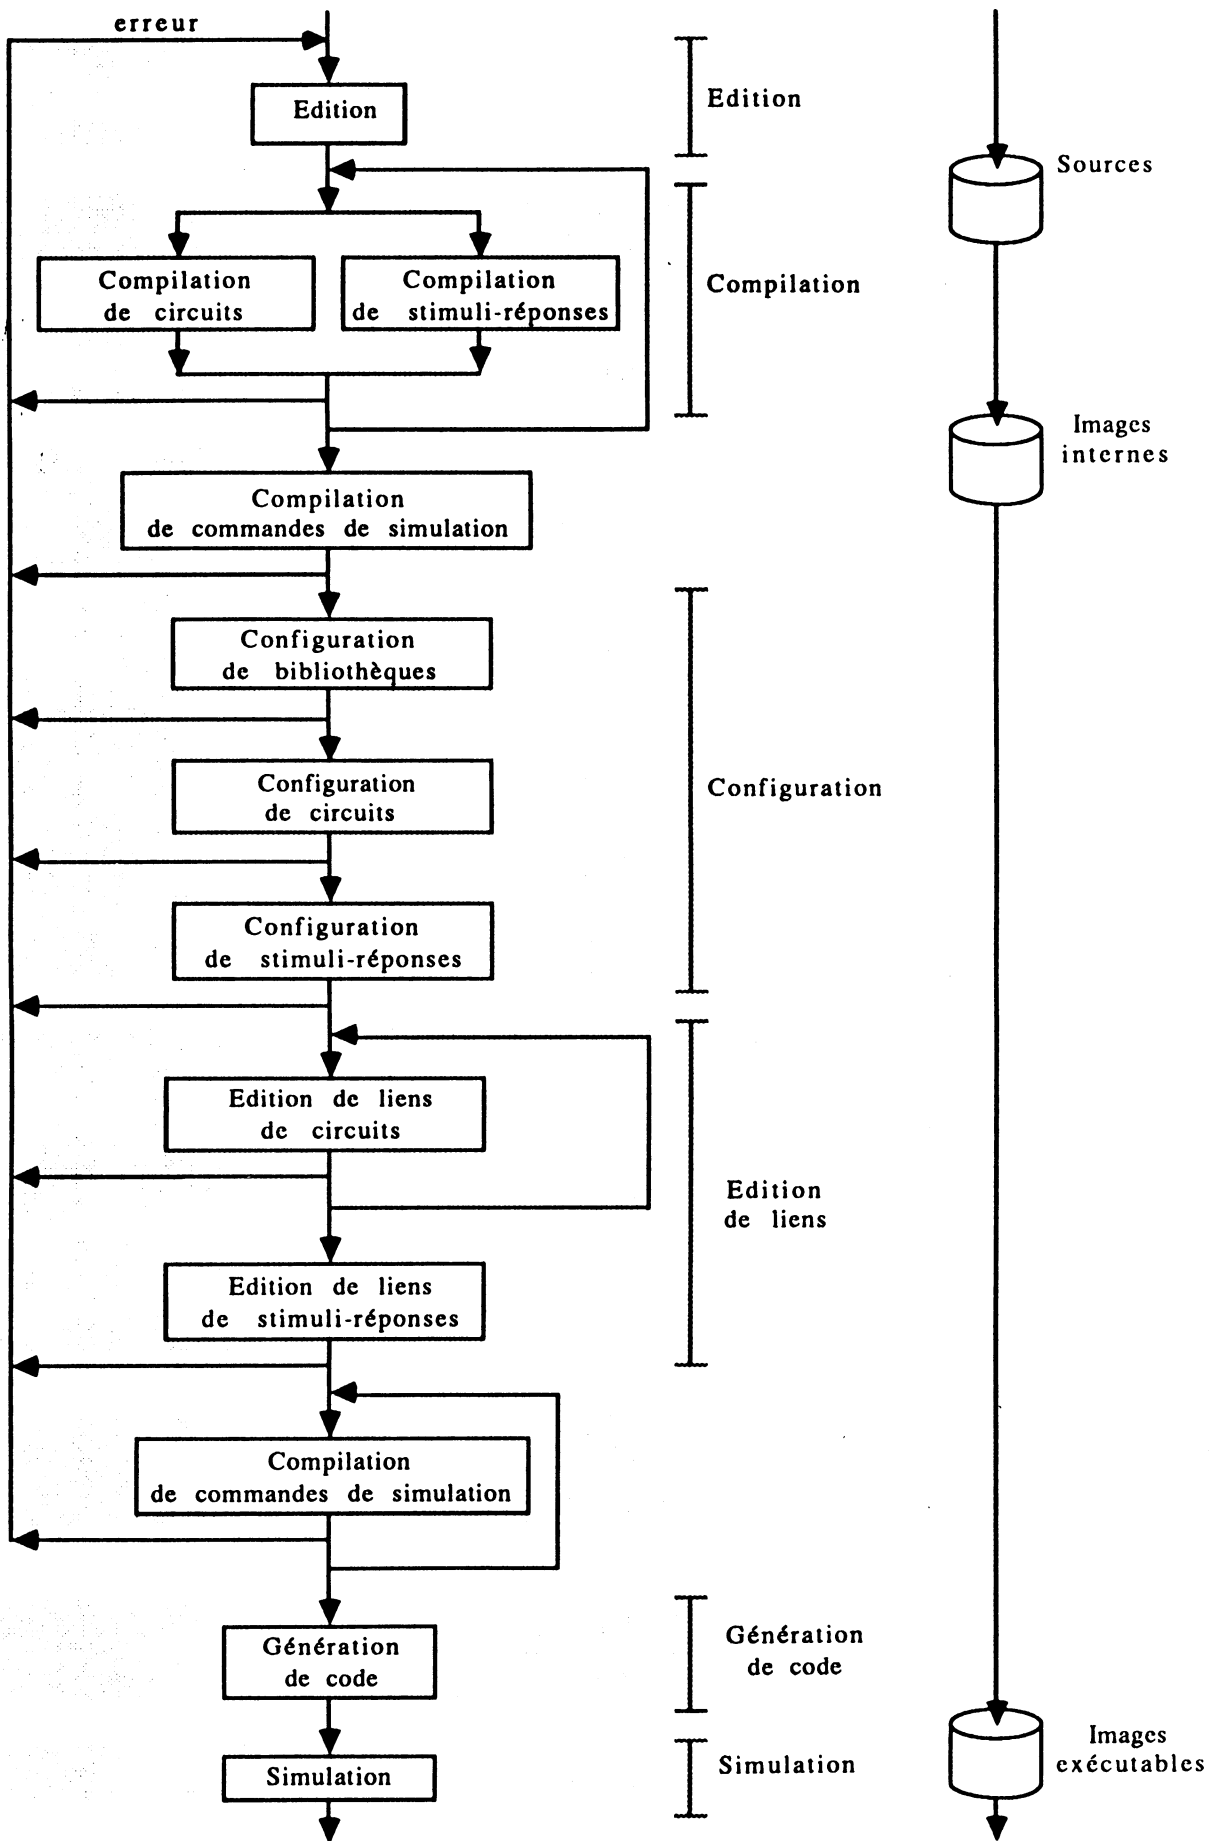 erreur
Edition
Edition
Sources
Compilation
de circuits
Compilation
de stimuli-réponses
Compilation
Images
internes
Compilation
de commandes de simulation
Configuration
de bibliothèques
Configuration
de circuits
Configuration
Configuration
de stimuli-réponses
Edition de liens
de circuits
Edition
de liens
Edition de liens
de stimuli-réponses
Compilation
de commandes de simulation
Génération
de code
Génération
de code
Simulation
Simulation
Images
exécutables